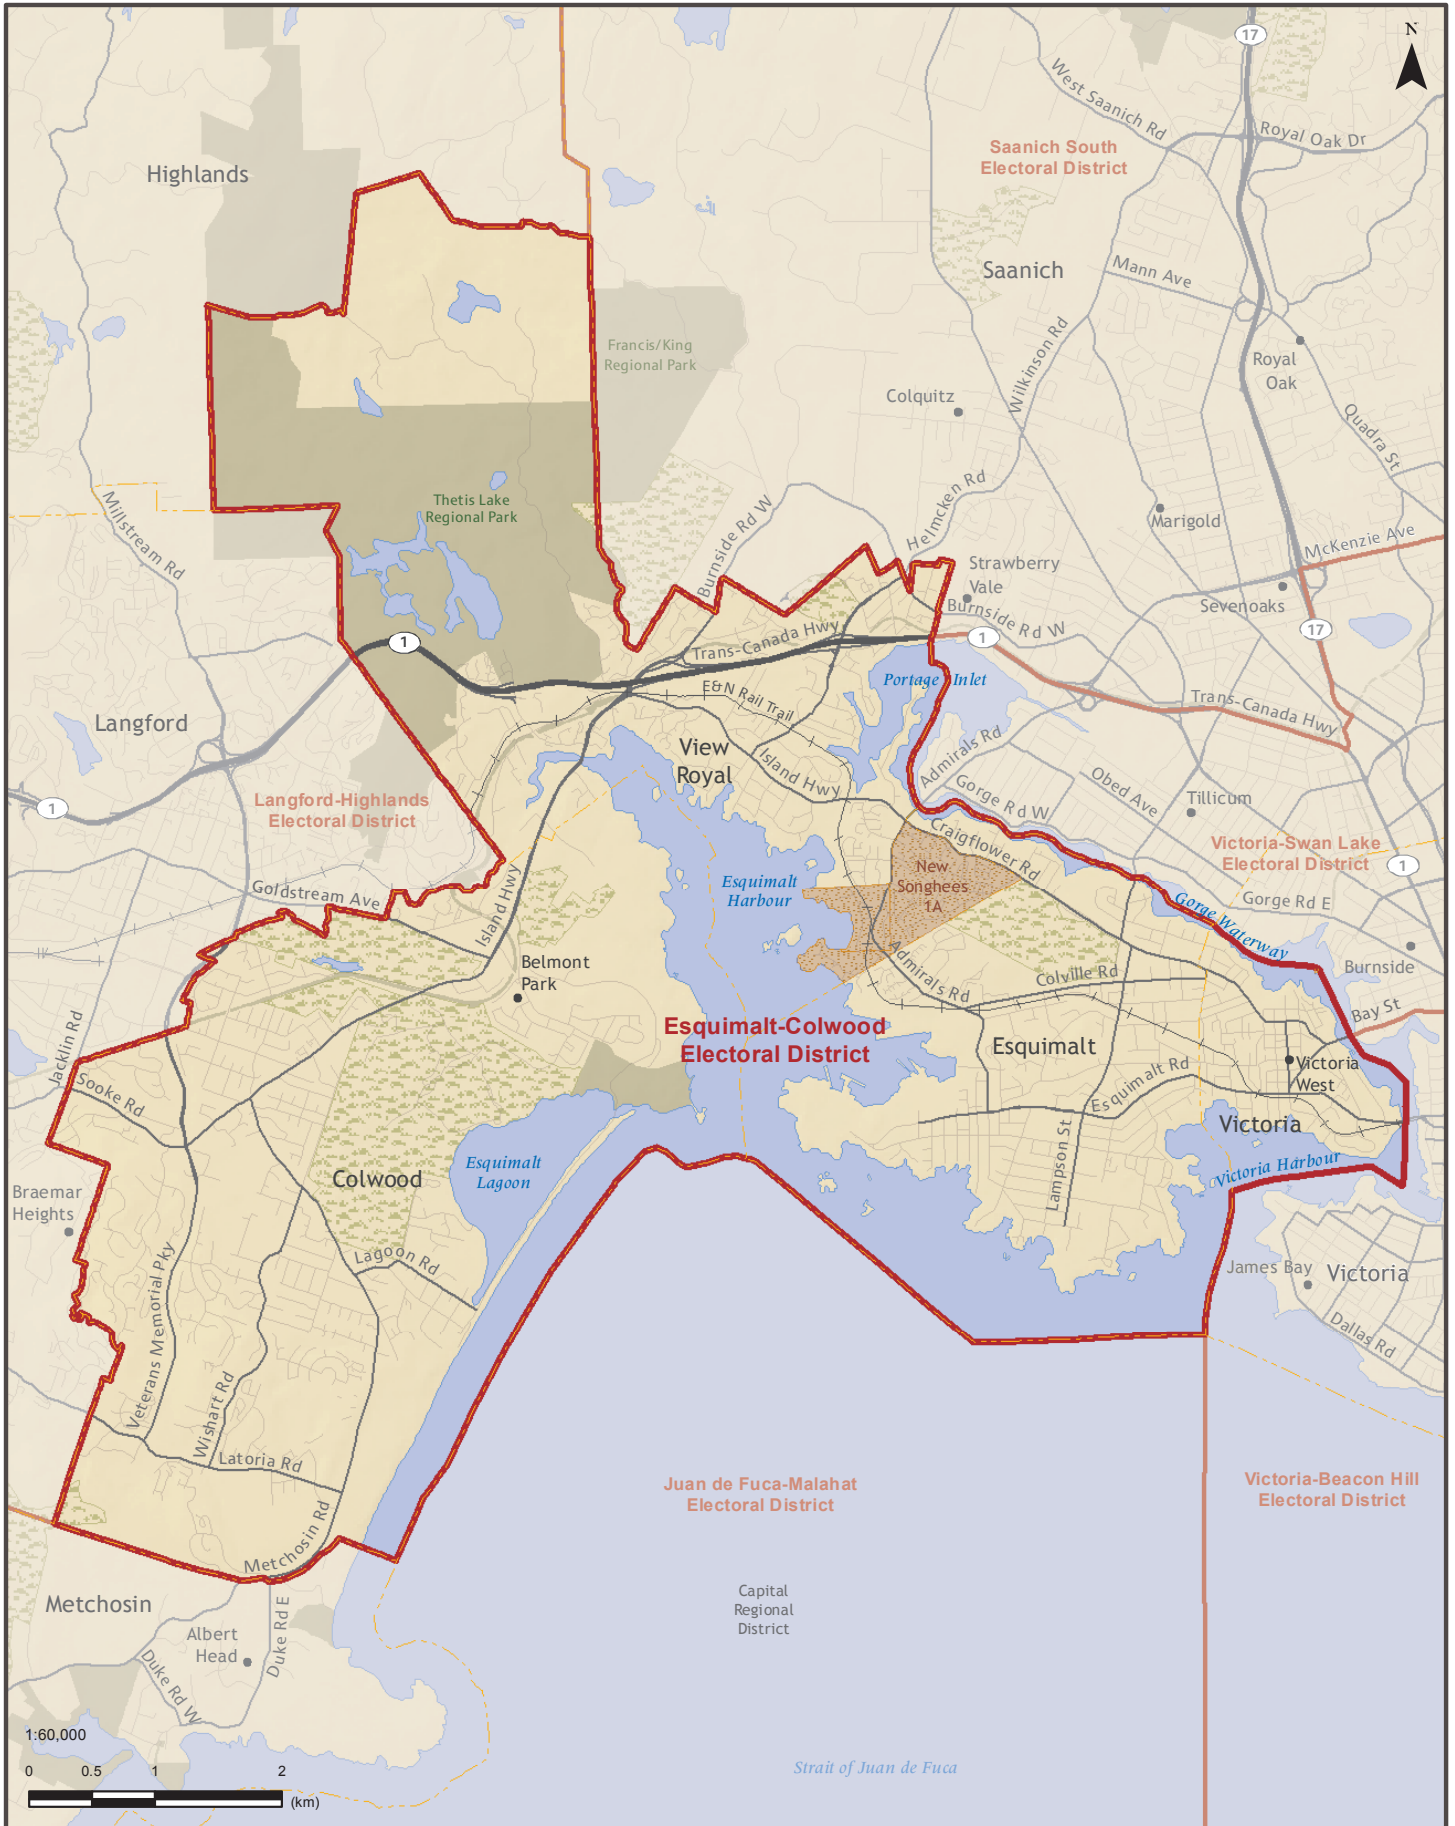 N
17
West Saanich Rd
Royal Oak Dr
Saanich South
Electoral District
Highlands
Saanich
Mann Ave
Francis/King
Regional Park
Wilkinson Rd
Royal
Oak
Colquitz
Quadra St
Millstream Rd
Thetis Lake
Regional Park
Burnside Rd W
Helmcken Rd
Marigold
McKenzie Ave
Strawberry
Vale
Sevenoaks
Burnside Rd W
17
1
Trans-Canada Hwy
1
Portage Inlet
E&N Rail Trail
Trans-Canada Hwy
Langford
View
Royal
Island Hwy
Admirals Rd
Obed Ave
Gorge Rd W
Tillicum
1
Langford-Highlands
Electoral District
Craigflower Rd
Victoria-Swan Lake
Electoral District
1
New
Songhees
1A
Esquimalt
Harbour
Goldstream Ave
Island Hwy
Gorge Waterway
Gorge Rd E
Belmont
Park
Admirals Rd
Colville Rd
Burnside
Bay St
Esquimalt-Colwood
Electoral District
Esquimalt
Jacklin Rd
Sooke Rd
Esquimalt Rd
Victoria
West
Victoria
Lampson St
Esquimalt
Lagoon
Colwood
Victoria Harbour
Braemar
Heights
Lagoon Rd
James Bay
Victoria
Dallas Rd
Veterans Memorial Pky
Wishart Rd
Latoria Rd
Juan de Fuca-Malahat
Electoral District
Victoria-Beacon Hill
Electoral District
Metchosin Rd
Metchosin
Capital
Regional
District
Albert
Head
Duke Rd E
Duke Rd W
1:60,000
0 0.5 1 2
(km)
Strait of Juan de Fuca